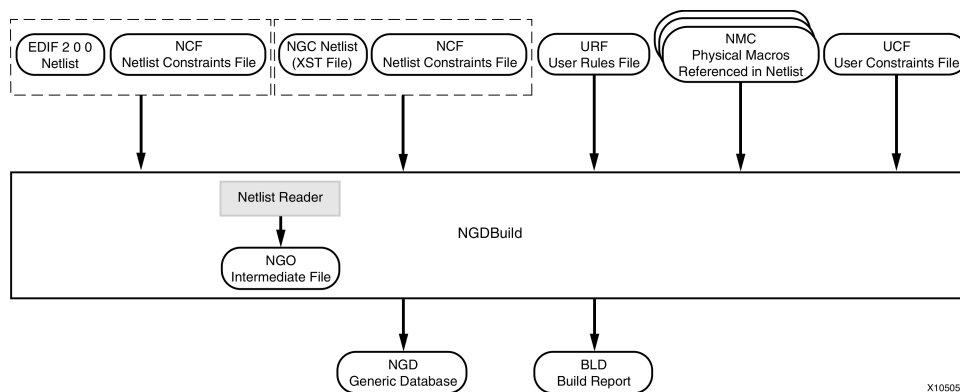 EDIF 2 0 0
Netlist
NCF
Netlist Constraints File
NGC Netlist
(XST File)
NCF
Netlist Constraints File
URF
User Rules File
NMC
Physical Macros
Referenced in Netlist
UCF
User Constraints File
Netlist Reader
NGDBuild
NGO
Intermediate File
NGD
Generic Database
BLD
Build Report
X10505